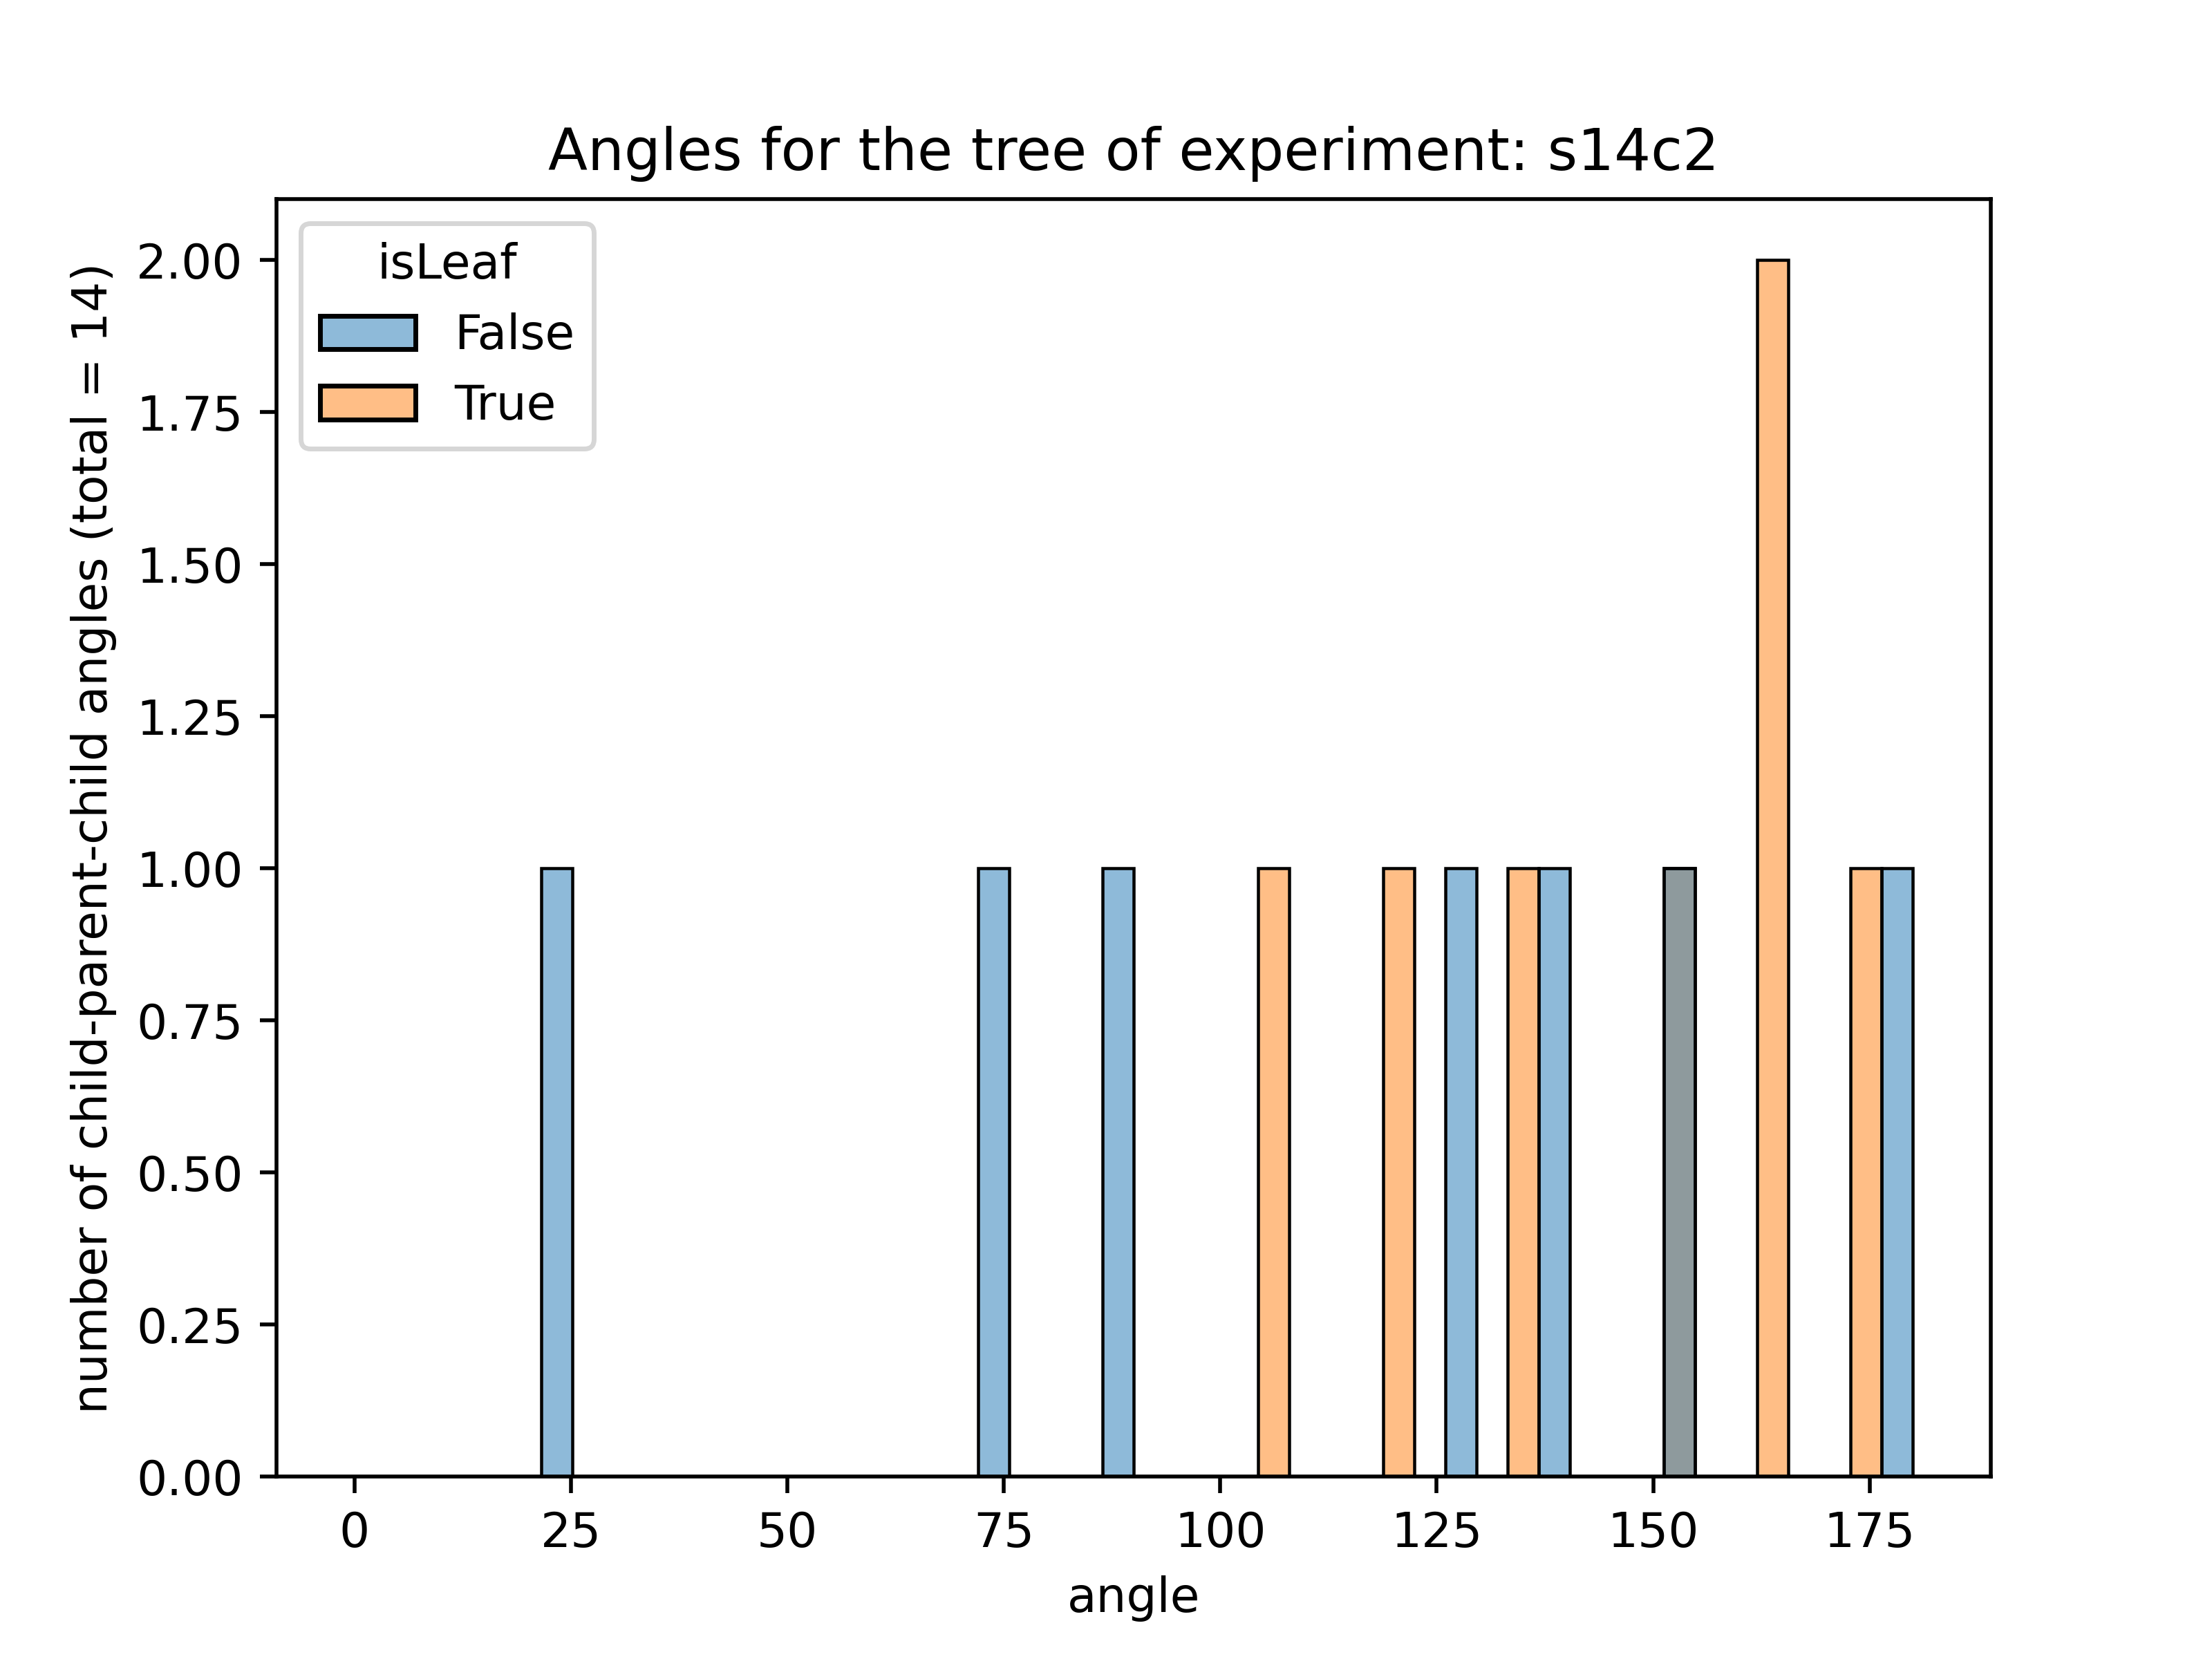 Angles for the tree of experiment: s14c2
number of child-parent-child angles (total = 14)
2.00
1.75
1.50
1.25
1.00
0.75
0.50
0.25
0.00
isLeaf
False
True
0 25 50 75 100 125 150 175
angle